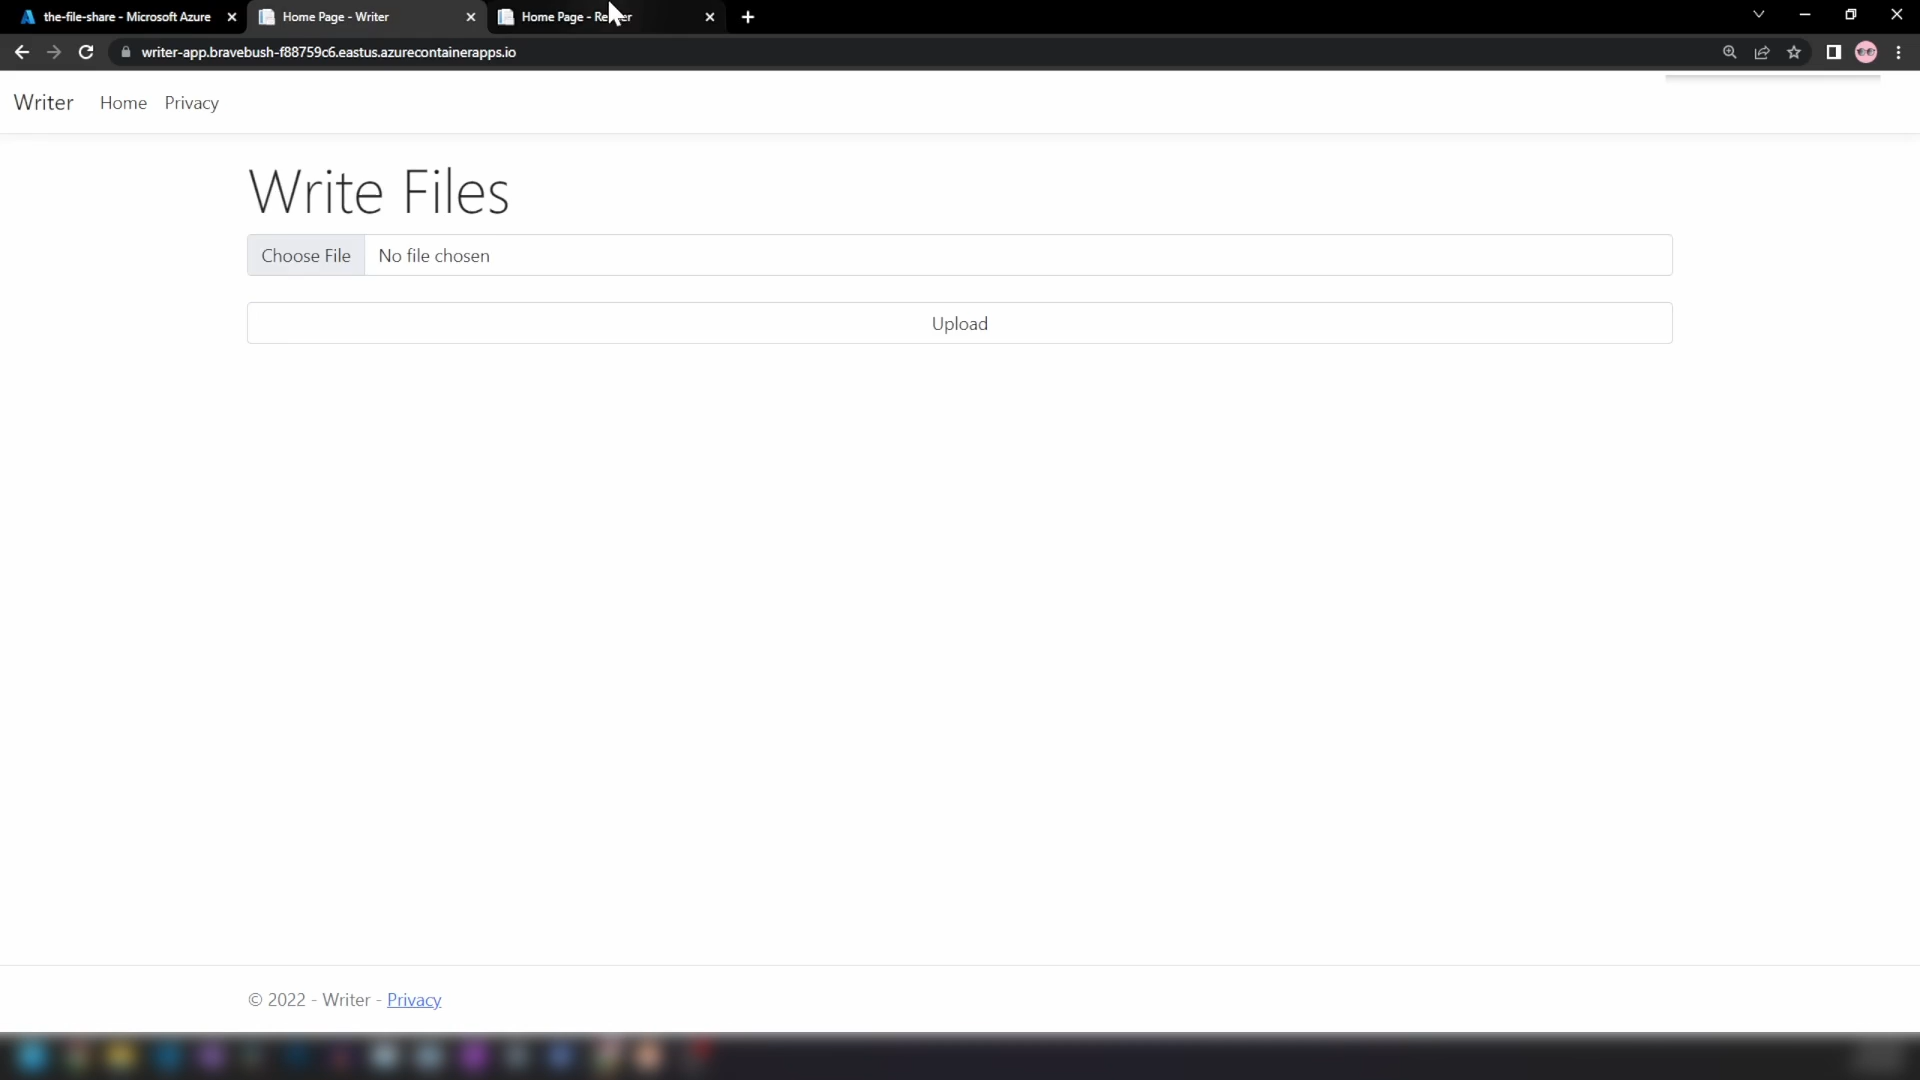 the-file-share - Microsoft Azure
Home Page - Writer
Home Page -
writer-app.bravebush-f88759c6.eastus.azurecontainerapps.io
Writer Home Privacy
Write Files
Choose File No file chosen
Upload
© 2022 - Writer - Privacy